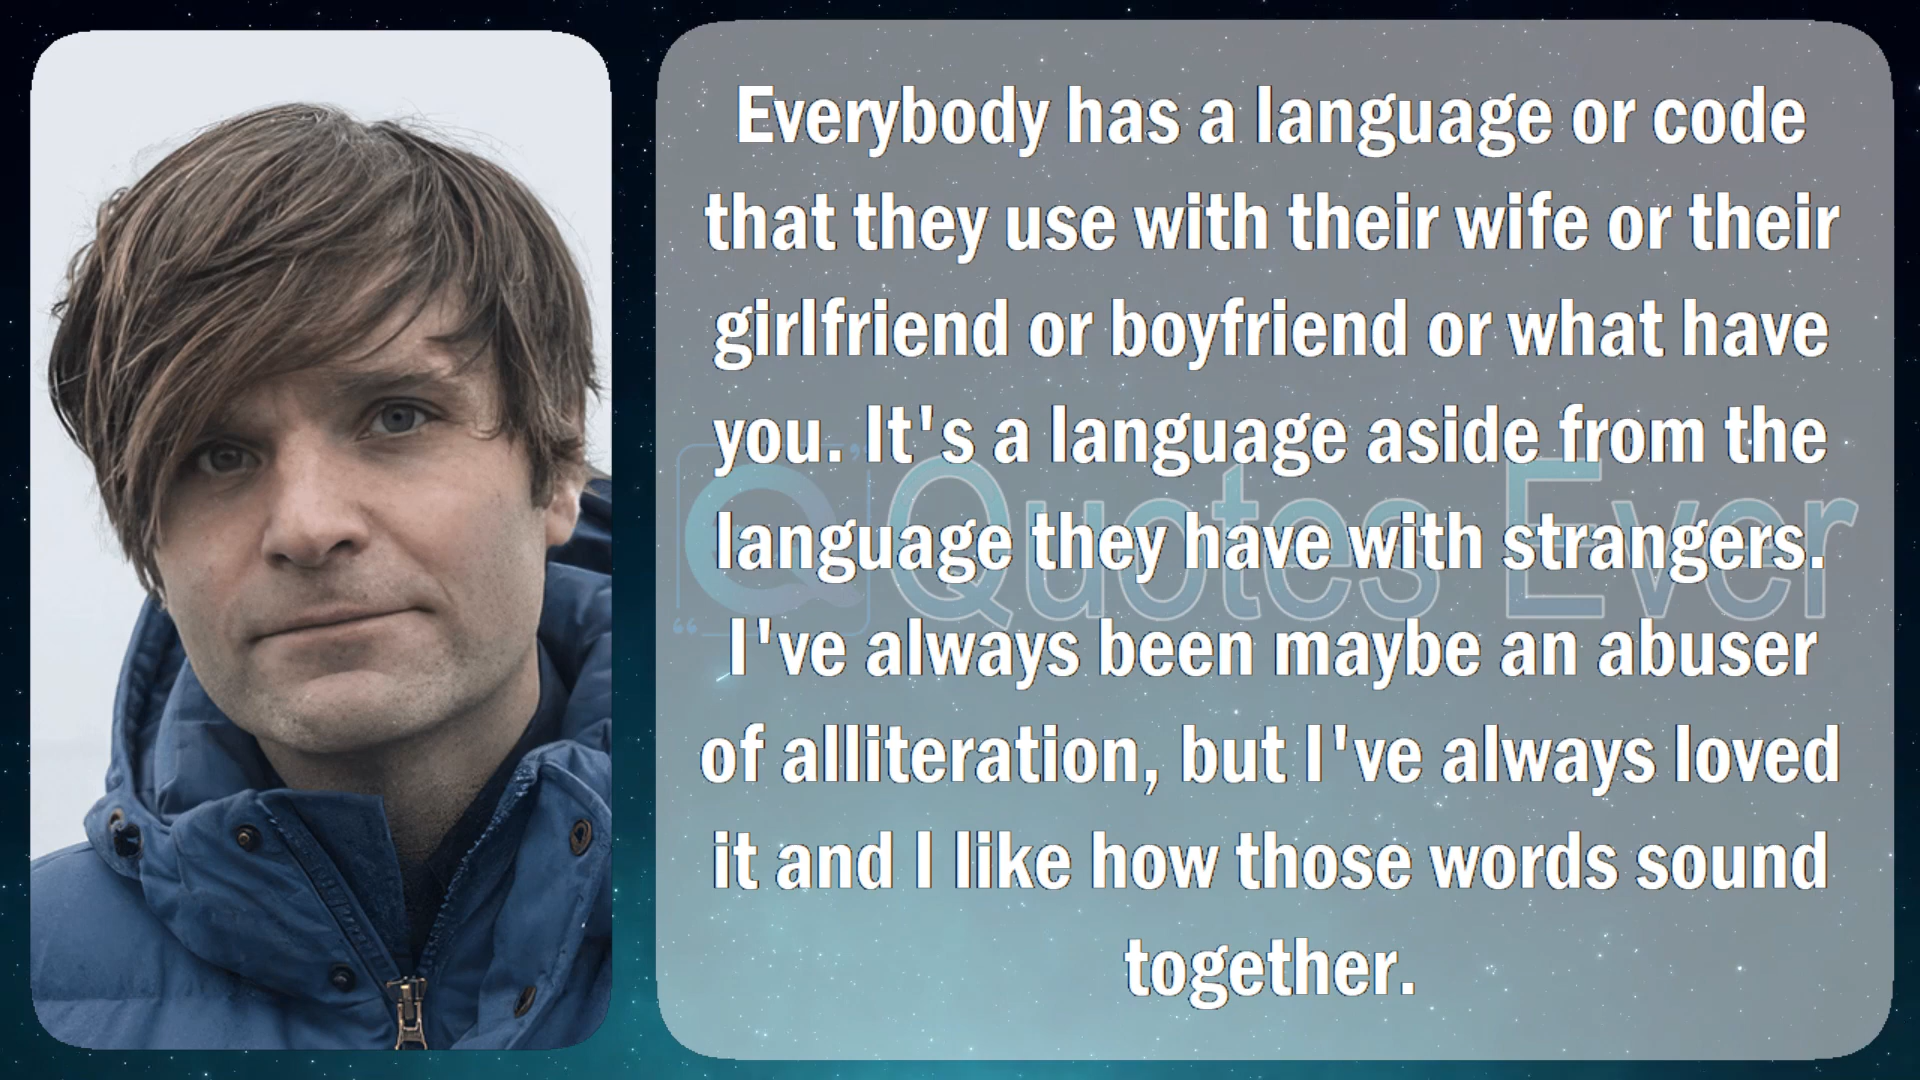 Everybody has a language or code
that they use with their wife or their
girlfriend or boyfriend or what have
you. It's a language aside from the
language they have with strangers.
I've always been maybe an abuser
of alliteration, but I've always loved
it and I like how those words sound
together.
Quotes Ever